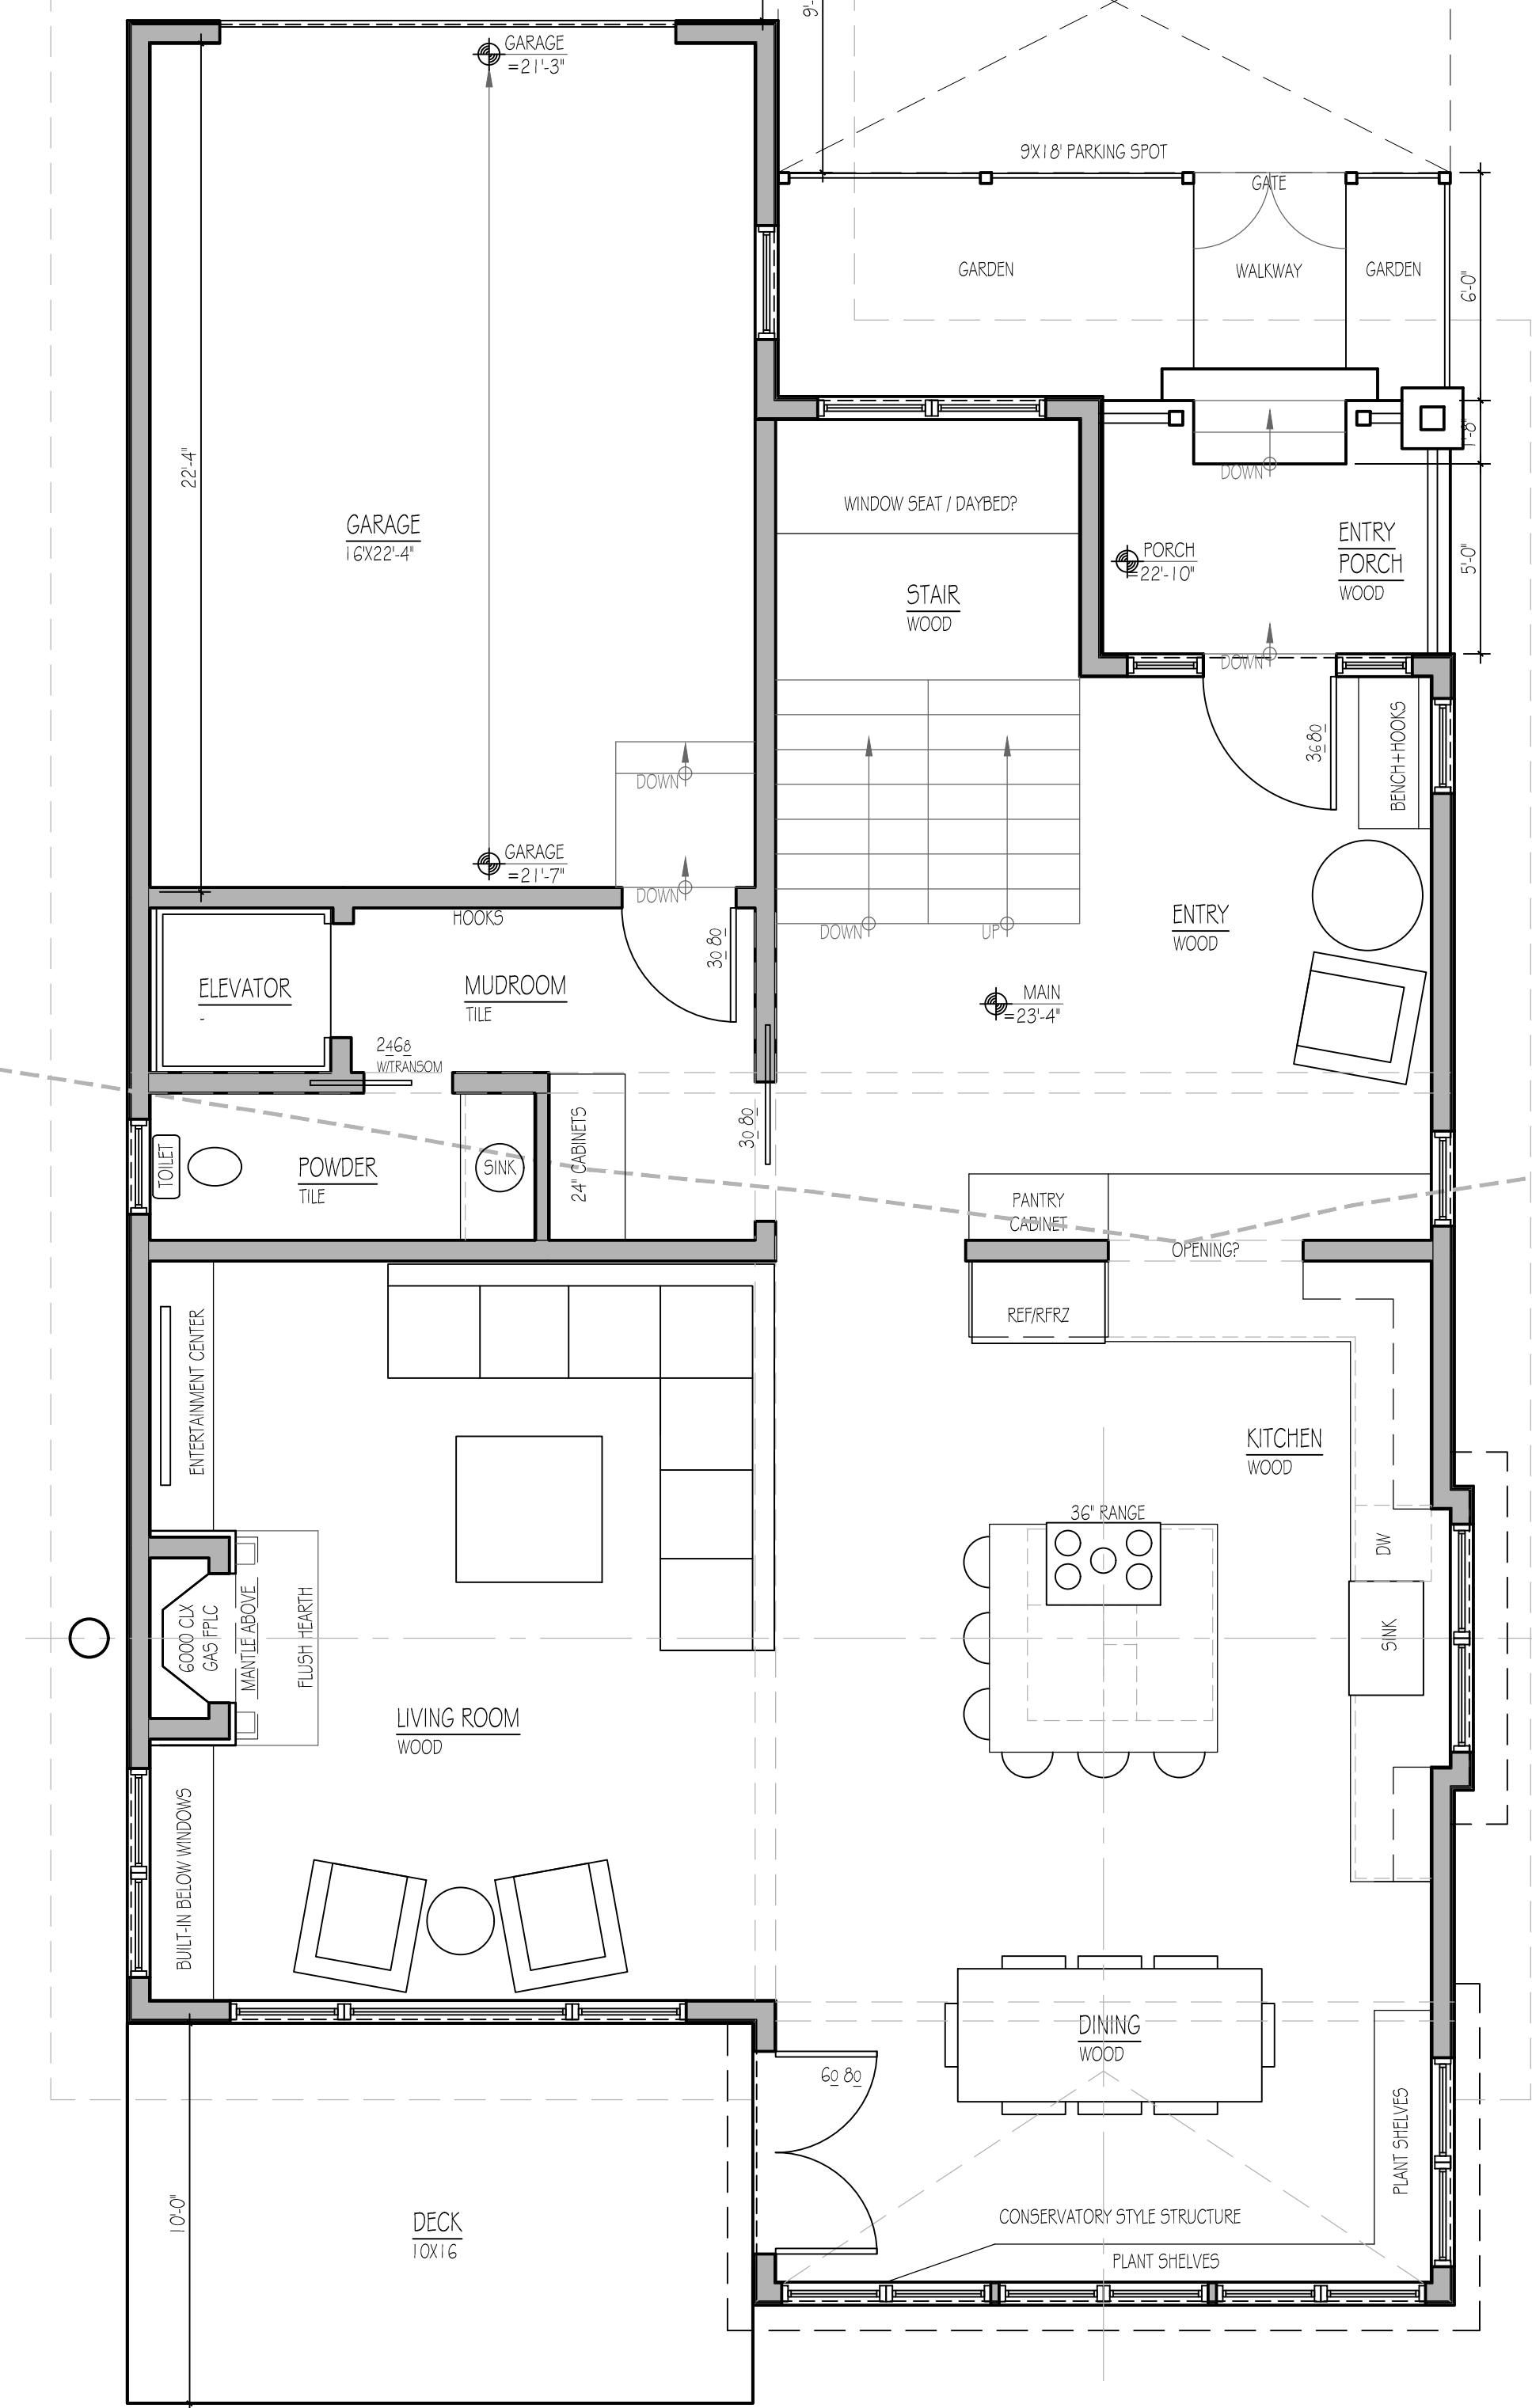 9'-
GARAGE
=21'-3"
9'X18' PARKING SPOT
GATE
GARDEN
WALKWAY
GARDEN
6'-0"
1'-8"
DOWN
22'-4"
WINDOW SEAT / DAYBED?
GARAGE
16'X22'-4"
PORCH
=22'-10"
ENTRY
PORCH
WOOD
5'-0"
STAIR
WOOD
DOWN
3680
BENCH+HOOKS
DOWN
GARAGE
=21'-7"
DOWN
HOOKS
3080
DOWN
UP
ENTRY
WOOD
ELEVATOR
-
MUDROOM
TILE
MAIN
=23'-4"
2468
W/TRANSOM
TOILET
POWDER
TILE
SINK
24" CABINETS
3080
PANTRY
CABINET
OPENING?
REF/RFRZ
ENTERTAINMENT CENTER
KITCHEN
WOOD
36" RANGE
DW
SINK
6000 CLX
GAS FPLC
MANTLE ABOVE
FLUSH HEARTH
LIVING ROOM
WOOD
BUILT-IN BELOW WINDOWS
DINING
WOOD
6080
PLANT SHELVES
10'-0"
DECK
10X16
CONSERVATORY STYLE STRUCTURE
PLANT SHELVES